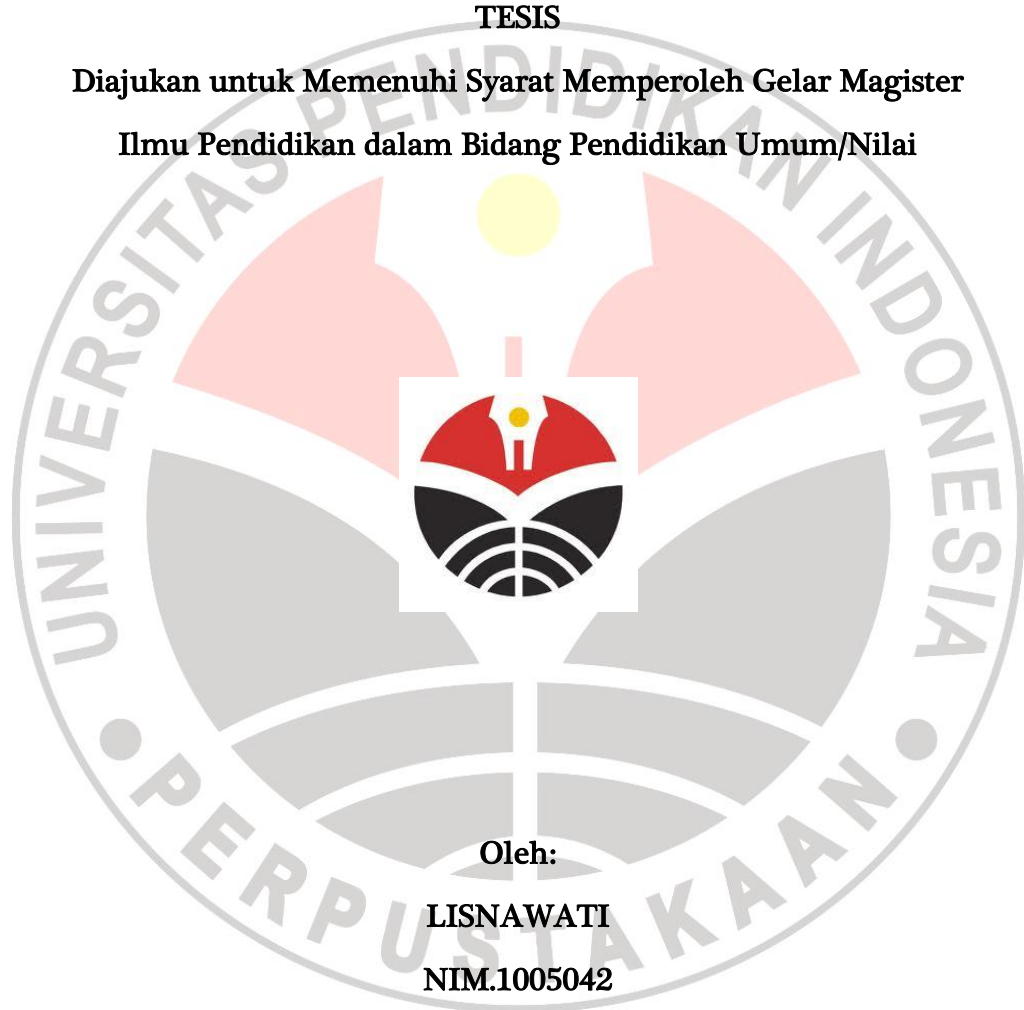 TESIS
Diajukan untuk Memenuhi Syarat Memperoleh Gelar Magister
Ilmu Pendidikan dalam Bidang Pendidikan Umum/Nilai
UNIVERSITAS PENDIDIKAN INDONESIA
PERPUSTAKAAN
Oleh:
LISNAWATI
NIM.1005042